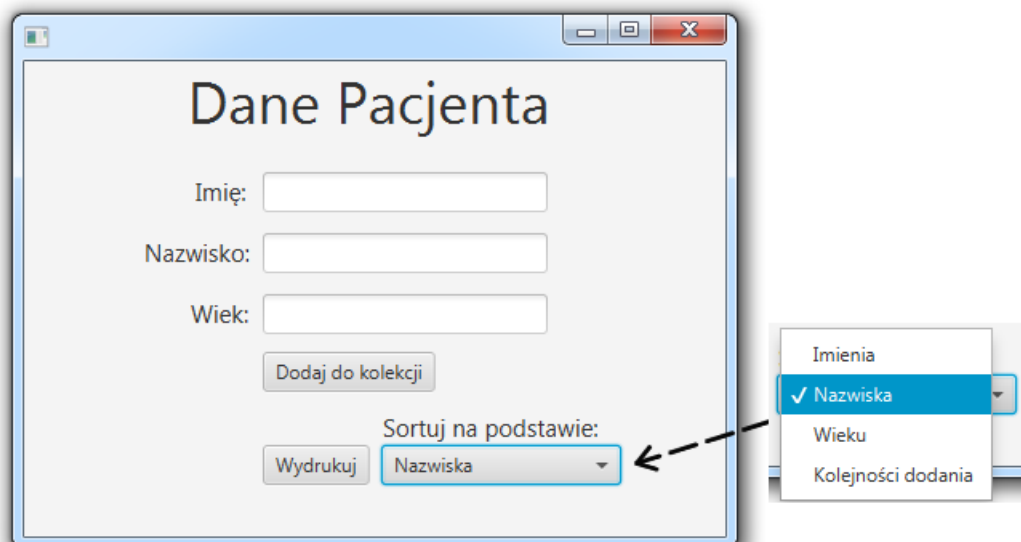 Dane Pacjenta
Imię:
Nazwisko:
Wiek:
Dodaj do kolekcji
Sortuj na podstawie:
Wydrukuj
Nazwiska
Imienia
Nazwiska
Wieku
Kolejności dodania